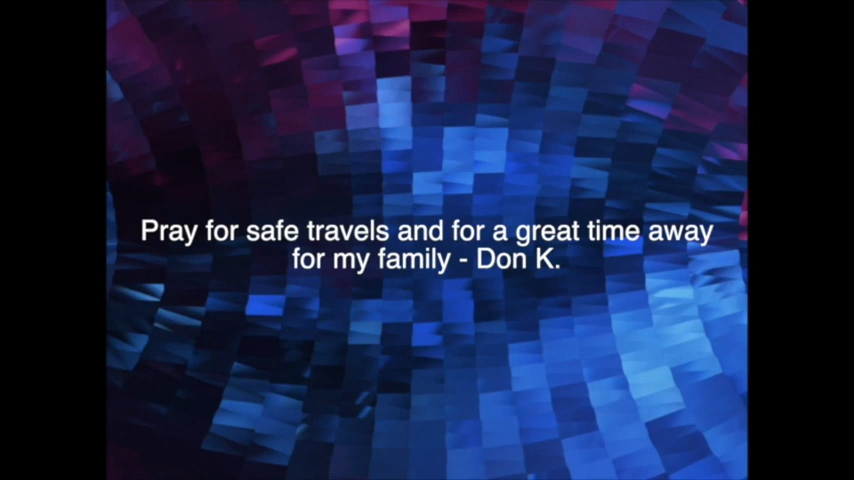 Pray for safe travels and for a great time away
for my family - Don K.